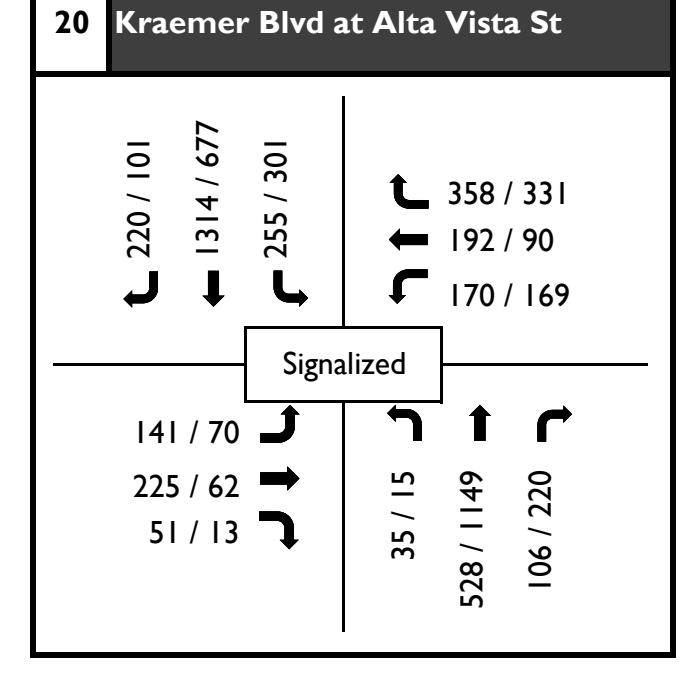 20 Kraemer Blvd at Alta Vista St
220 / 101
1314 / 677
255 / 301
358 / 331
192 / 90
170 / 169
Signalized
141 / 70
225 / 62
51 / 13
35 / 15
528 / 1149
106 / 220